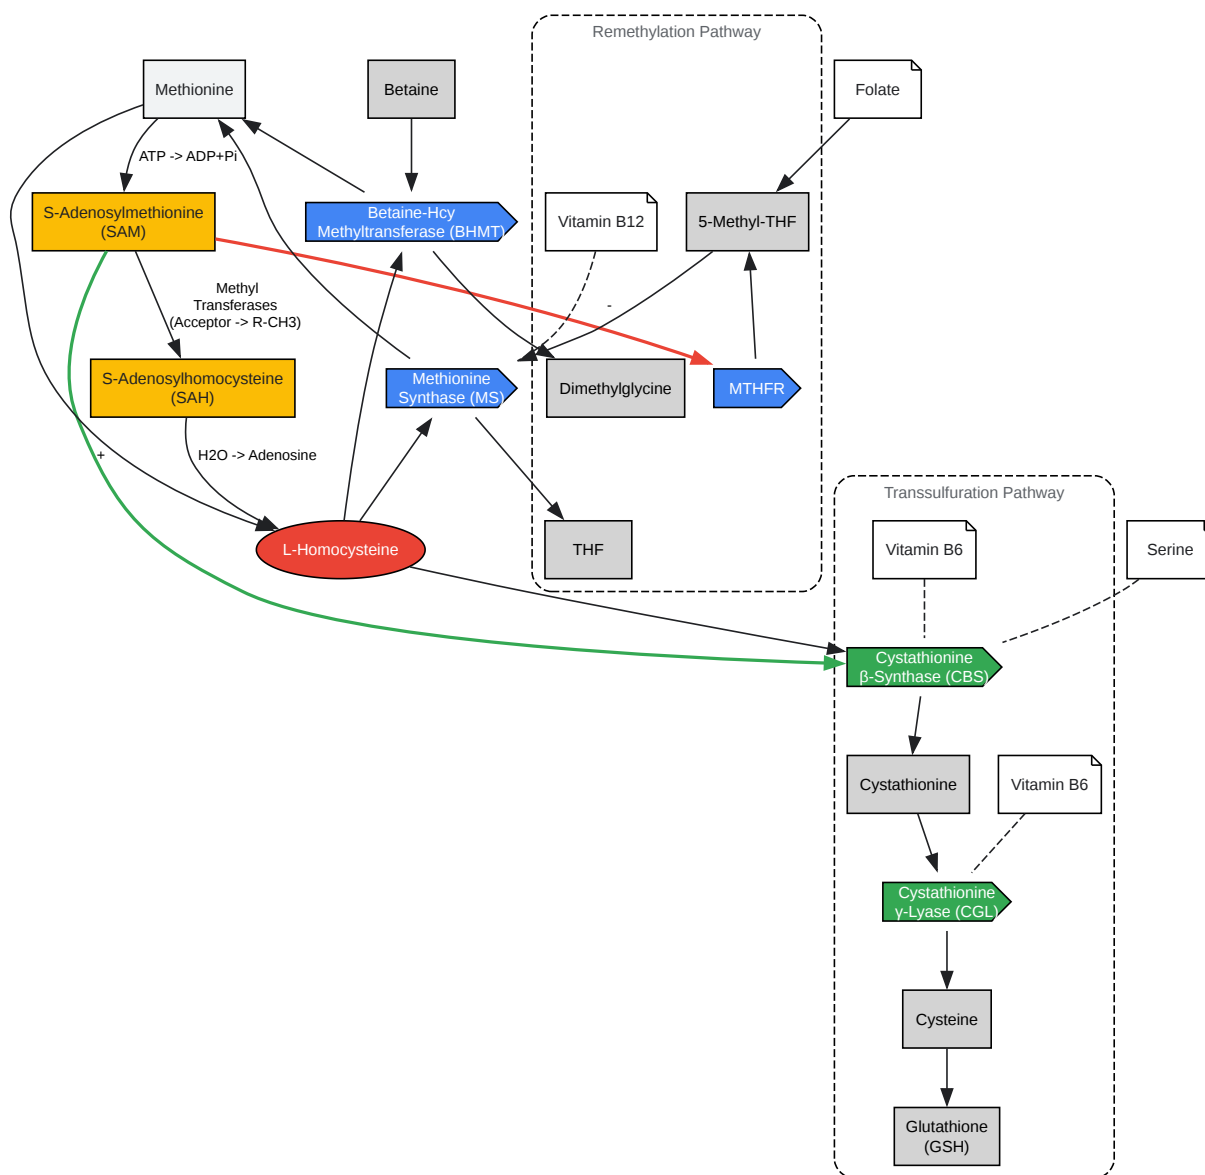 Remethylation Pathway
Methionine
Betaine
Folate
ATP -> ADP+Pi
S-Adenosylmethionine
(SAM)
Betaine-Hcy
Methyltransferase (BHMT)
Vitamin B12
5-Methyl-THF
Methyl
Transferases
(Acceptor -> R-CH3)
-
S-Adenosylhomocysteine
(SAH)
Methionine
Synthase (MS)
Dimethylglycine
MTHFR
+
H2O -> Adenosine
Transsulfuration Pathway
L-Homocysteine
THF
Vitamin B6
Serine
Cystathionine
β-Synthase (CBS)
Cystathionine
Vitamin B6
Cystathionine
γ-Lyase (CGL)
Cysteine
Glutathione
(GSH)